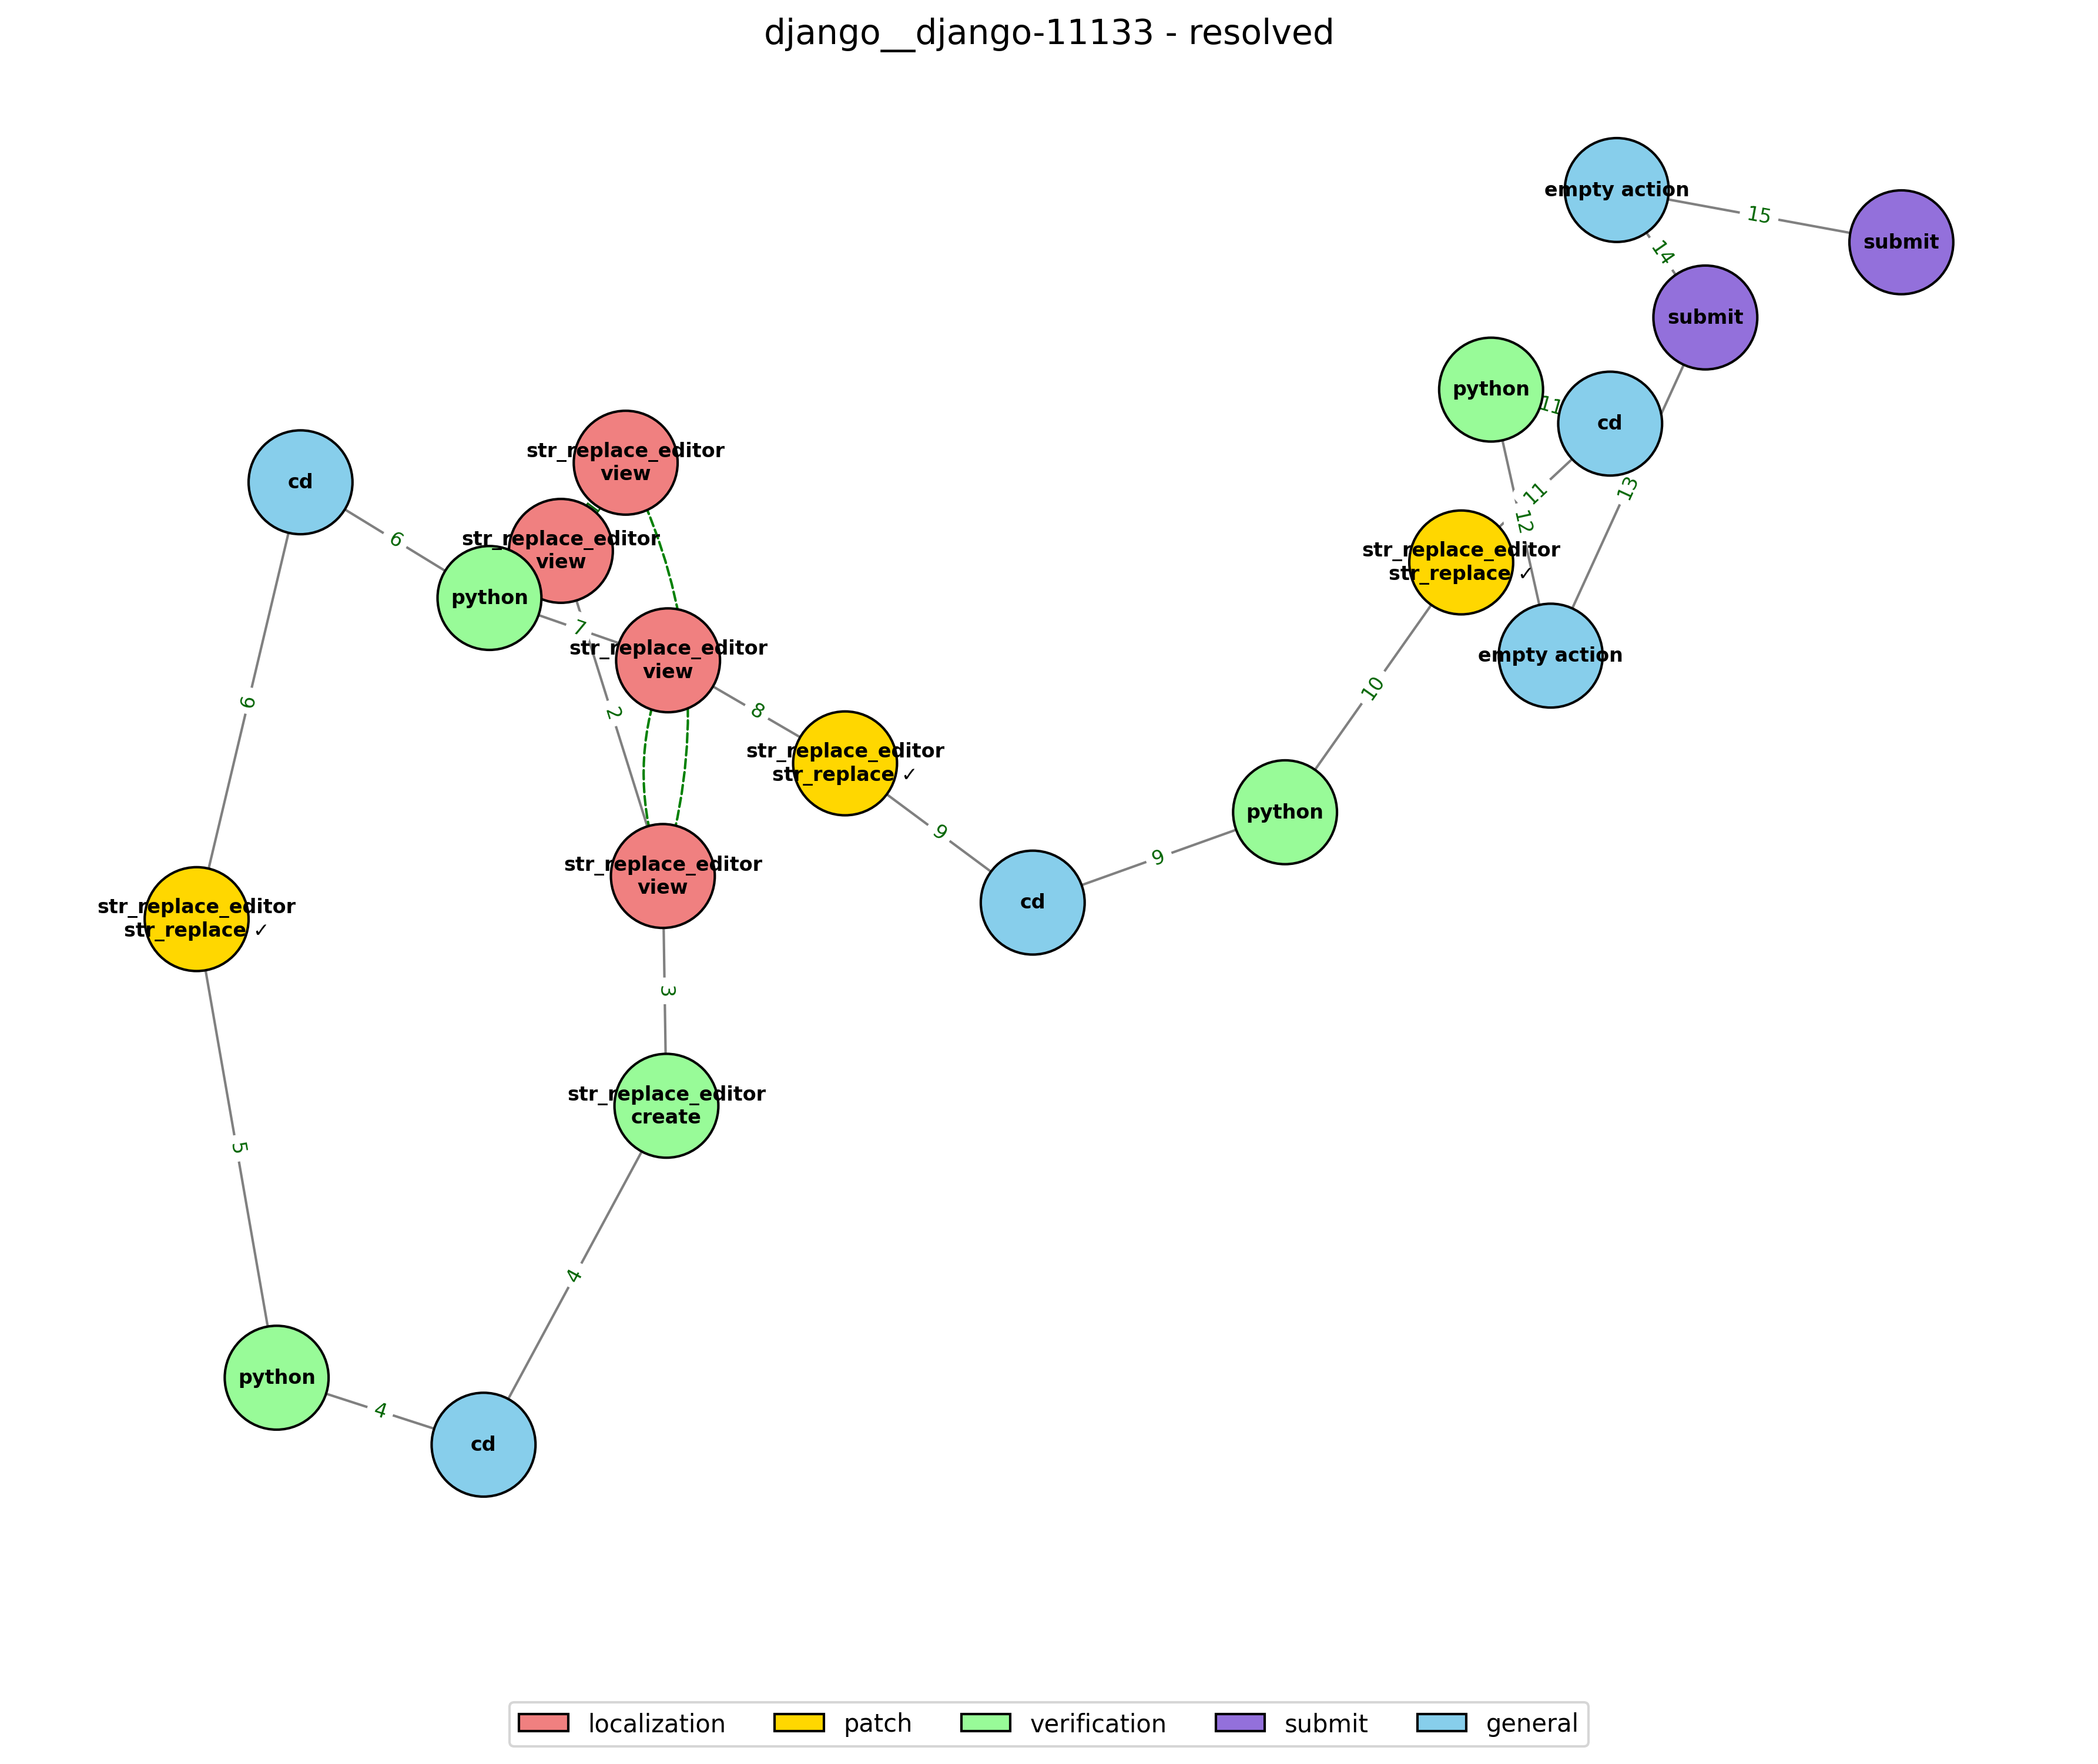 django__django-11133 - resolved
empty action
15
submit
14
submit
python
11
cd
str_replace_editor
view
cd
13
11
12
6
str_replace_editor
view
str_replace_editor
str_replace ✓
python
7
str_replace_editor
view
empty action
10
6
2
8
str_replace_editor
str_replace ✓
python
9
9
str_replace_editor
view
cd
str_replace_editor
str_replace ✓
3
str_replace_editor
create
5
4
python
4
cd
localization
patch
verification
submit
general